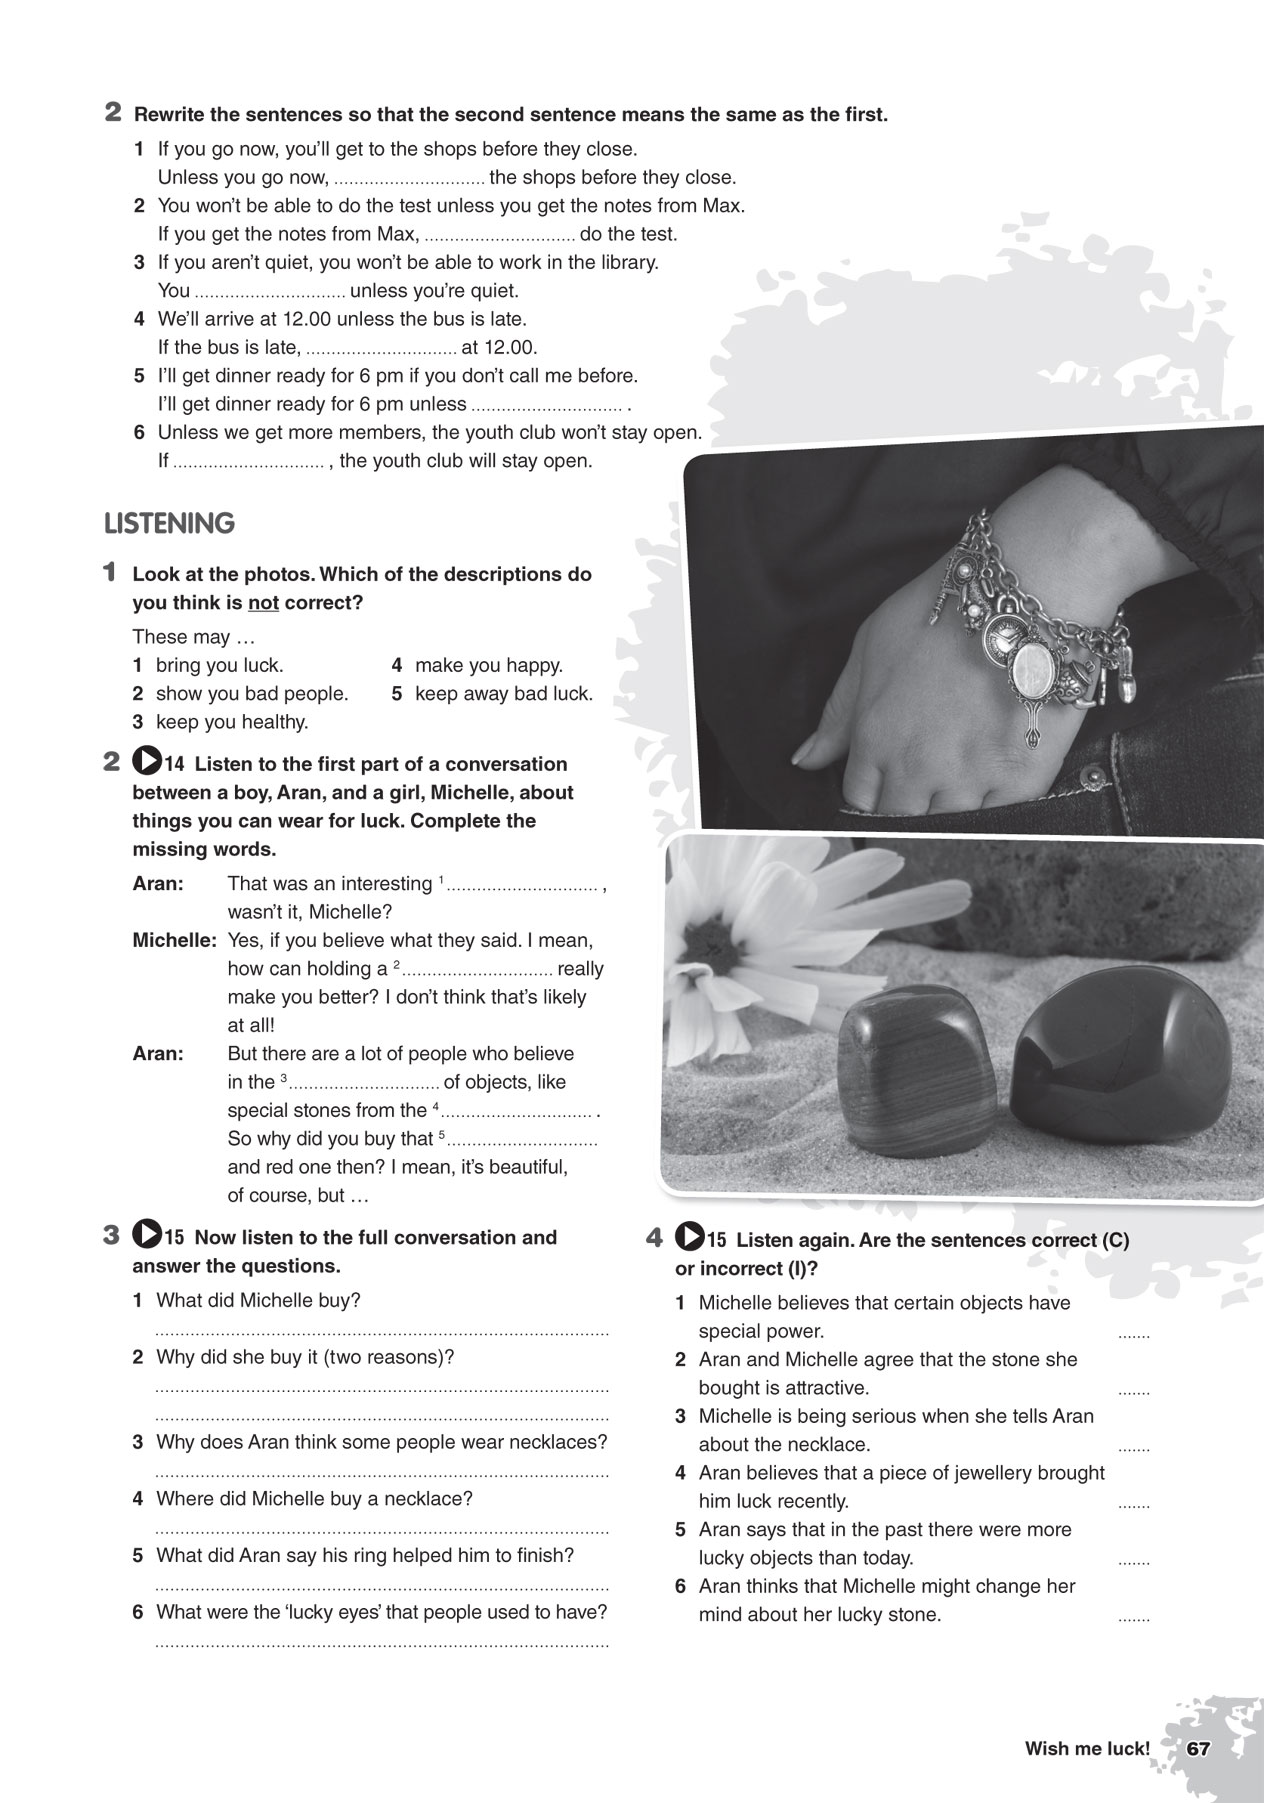 2 Rewrite the sentences so that the second sentence means the same as the first.
1 If you go now, you'll get to the shops before they close.
Unless you go now, .............................. the shops before they close.
2 You won't be able to do the test unless you get the notes from Max.
If you get the notes from Max, .............................. do the test.
3 If you aren't quiet, you won't be able to work in the library.
You .............................. unless you're quiet.
4 We'll arrive at 12.00 unless the bus is late.
If the bus is late, .............................. at 12.00.
5 I'll get dinner ready for 6 pm if you don't call me before.
I'll get dinner ready for 6 pm unless .............................. .
6 Unless we get more members, the youth club won't stay open.
If .............................. , the youth club will stay open.
LISTENING
1 Look at the photos. Which of the descriptions do
you think is not correct?
These may …
1 bring you luck.
2 show you bad people.
3 keep you healthy.
4 make you happy.
5 keep away bad luck.
2 14 Listen to the first part of a conversation
between a boy, Aran, and a girl, Michelle, about
things you can wear for luck. Complete the
missing words.
Aran: That was an interesting 1 .............................. ,
wasn't it, Michelle?
Michelle: Yes, if you believe what they said. I mean,
how can holding a 2 .............................. really
make you better? I don't think that's likely
at all!
Aran: But there are a lot of people who believe
in the 3 .............................. of objects, like
special stones from the 4 .............................. .
So why did you buy that 5 ..............................
and red one then? I mean, it's beautiful,
of course, but …
3 15 Now listen to the full conversation and
answer the questions.
1 What did Michelle buy?
..........................................................................................
2 Why did she buy it (two reasons)?
..........................................................................................
..........................................................................................
3 Why does Aran think some people wear necklaces?
..........................................................................................
4 Where did Michelle buy a necklace?
..........................................................................................
5 What did Aran say his ring helped him to finish?
..........................................................................................
6 What were the 'lucky eyes' that people used to have?
..........................................................................................
4 15 Listen again. Are the sentences correct (C)
or incorrect (I)?
1 Michelle believes that certain objects have
special power. .......
2 Aran and Michelle agree that the stone she
bought is attractive. .......
3 Michelle is being serious when she tells Aran
about the necklace. .......
4 Aran believes that a piece of jewellery brought
him luck recently. .......
5 Aran says that in the past there were more
lucky objects than today. .......
6 Aran thinks that Michelle might change her
mind about her lucky stone. .......
Wish me luck! 67